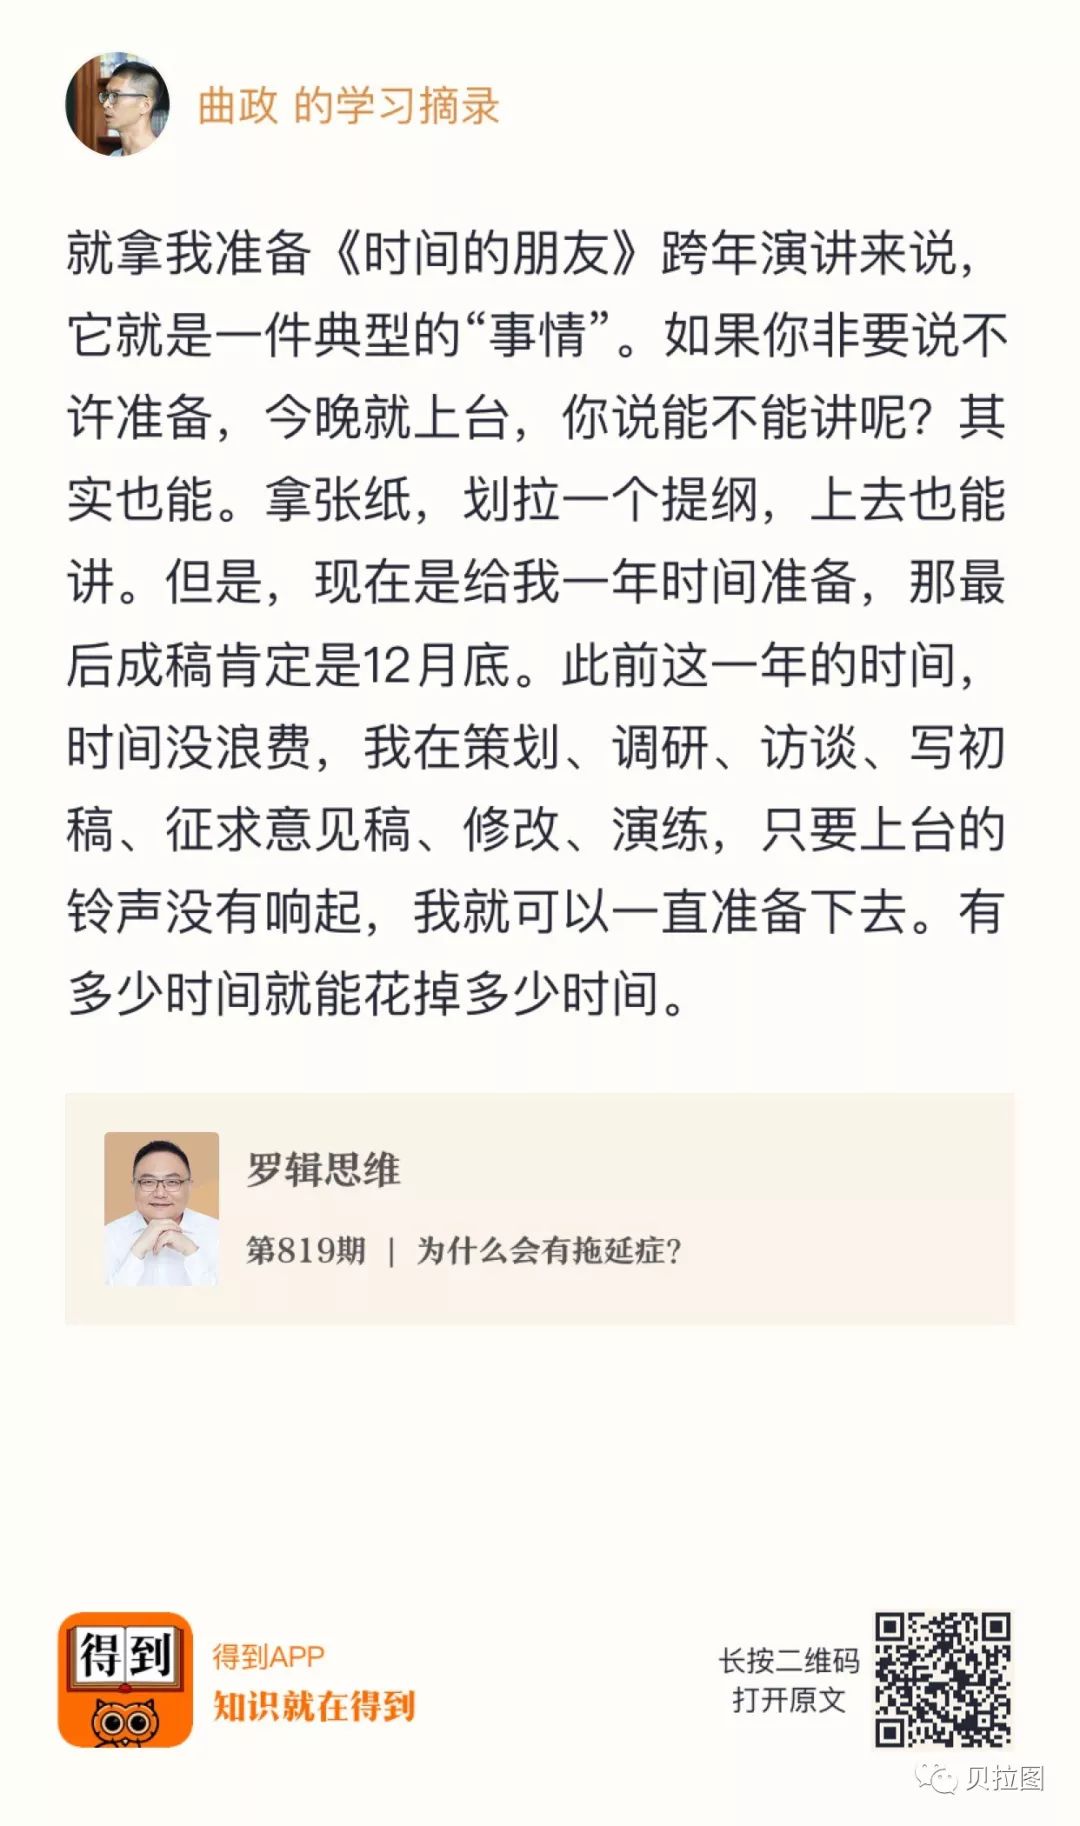 曲政 的学习摘录
就拿我准备《时间的朋友》跨年演讲来说，
它就是一件典型的“事情”。如果你非要说不
许准备，今晚就上台，你说能不能讲呢？其
实也能。拿张纸，划拉一个提纲，上去也能
讲。但是，现在是给我一年时间准备，那最
后成稿肯定是12月底。此前这一年的时间，
时间没浪费，我在策划、调研、访谈、写初
稿、征求意见稿、修改、演练，只要上台的
铃声没有响起，我就可以一直准备下去。有
多少时间就能花掉多少时间。
罗辑思维
第819期 | 为什么会有拖延症？
得到
得到APP
知识就在得到
长按二维码
打开原文
贝拉图